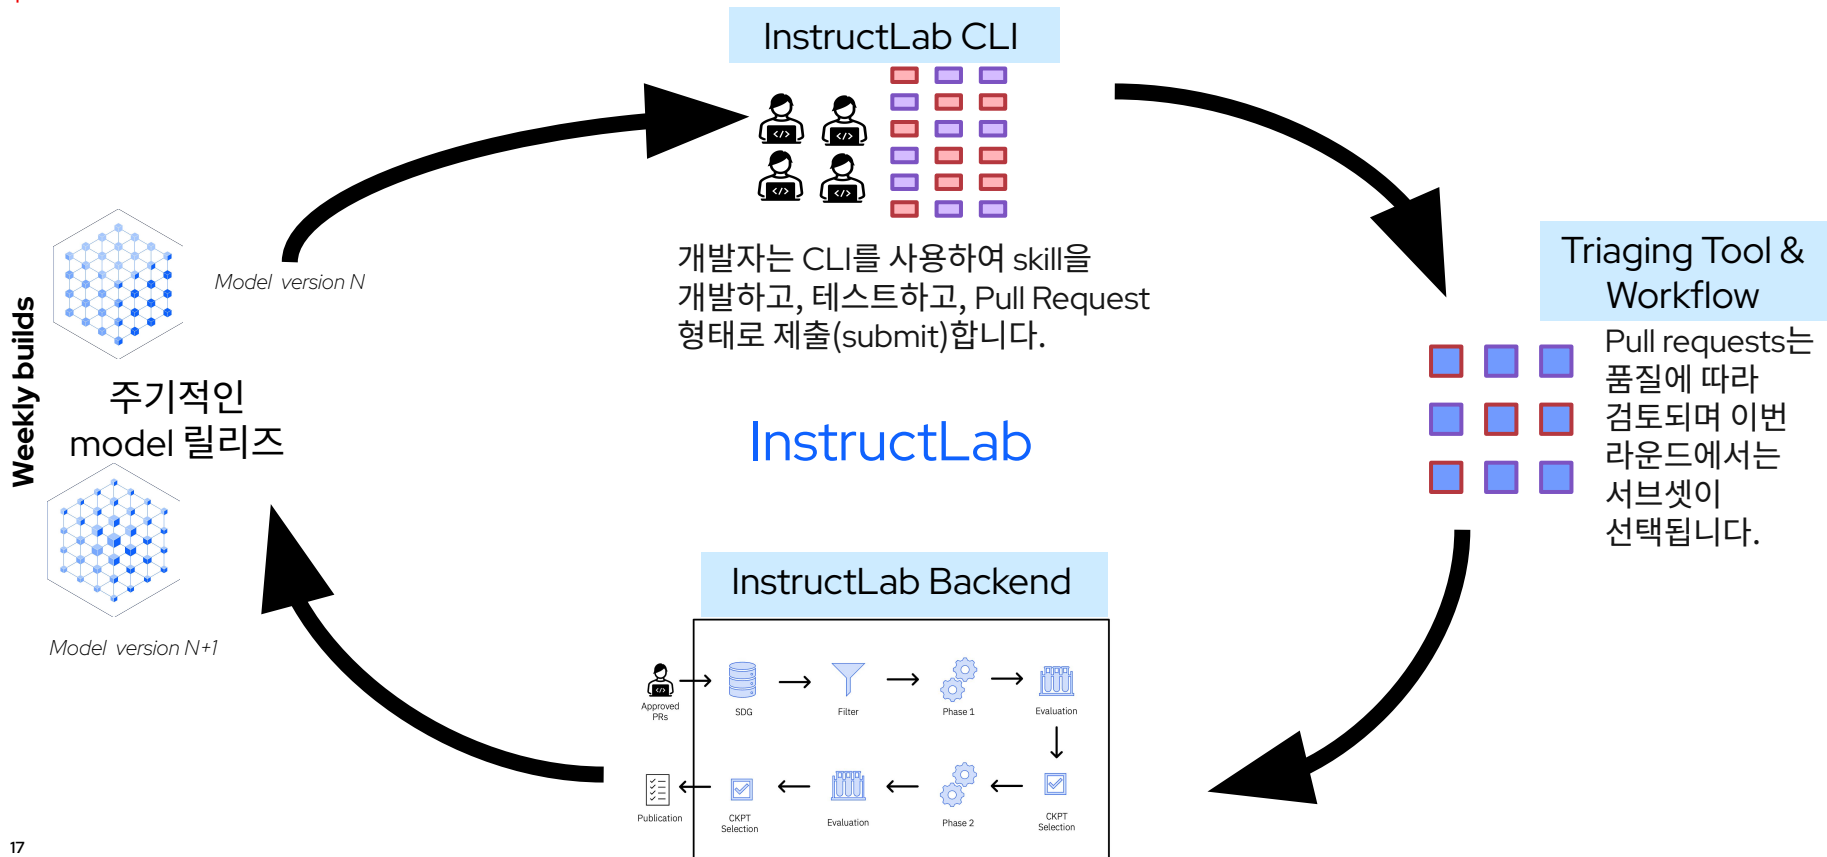 InstructLab CLI
개발자는 CLI를 사용하여 skill을
개발하고, 테스트하고, Pull Request
형태로 제출(submit)합니다.
Triaging Tool &
Workflow
Pull requests는
품질에 따라
검토되며 이번
라운드에서는
서브셋이
선택됩니다.
Weekly builds
Model version N
주기적인
model 릴리즈
Model version N+1
InstructLab
InstructLab Backend
Approved
PRs
SDG
Filter
Phase 1
Evaluation
CKPT
Selection
Phase 2
Evaluation
CKPT
Selection
Publication
17